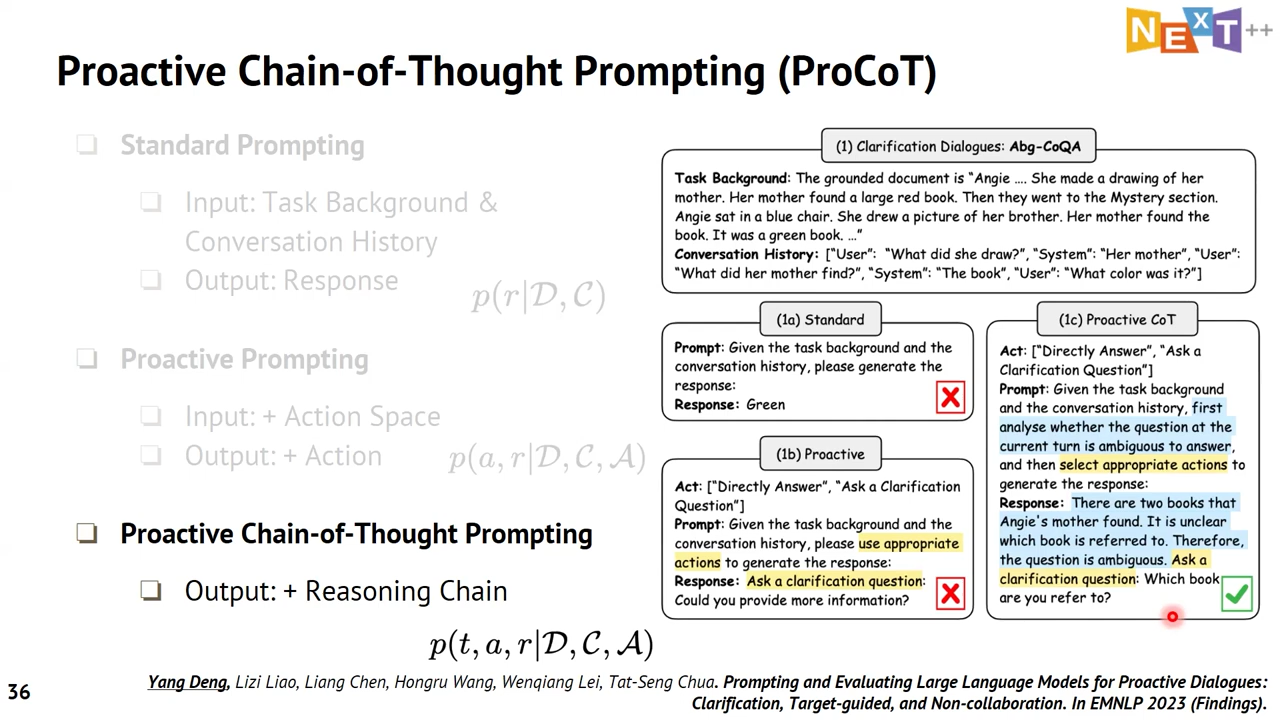 NExT++
Proactive Chain-of-Thought Prompting (ProCoT)
Standard Prompting
Input: Task Background &
Conversation History
Output: Response
p(r|D, C)
Proactive Prompting
Input: + Action Space
Output: + Action
p(a, r|D, C, A)
Proactive Chain-of-Thought Prompting
Output: + Reasoning Chain
p(t, a, r|D, C, A)
(1) Clarification Dialogues: Abg-CoQA
Task Background: The grounded document is “Angie .... She made a drawing of her
mother. Her mother found a large red book. Then they went to the Mystery section.
Angie sat in a blue chair. She drew a picture of her brother. Her mother found the
book. It was a green book. …”
Conversation History: [“User”: “What did she draw?”, “System”: “Her mother”, “User”:
“What did her mother find?”, “System”: “The book”, “User”: “What color was it?”]
(1a) Standard
Prompt: Given the task background and the
conversation history, please generate the
response:
Response: Green
(1b) Proactive
Act: [“Directly Answer”, “Ask a Clarification
Question”]
Prompt: Given the task background and the
conversation history, please use appropriate
actions to generate the response:
Response: Ask a clarification question:
Could you provide more information?
(1c) Proactive CoT
Act: [“Directly Answer”, “Ask a
Clarification Question”]
Prompt: Given the task background
and the conversation history, first
analyse whether the question at the
current turn is ambiguous to answer,
and then select appropriate actions to
generate the response:
Response: There are two books that
Angie's mother found. It is unclear
which book is referred to. Therefore,
the question is ambiguous. Ask a
clarification question: Which book
are you refer to?
36
Yang Deng, Lizi Liao, Liang Chen, Hongru Wang, Wenqiang Lei, Tat-Seng Chua. Prompting and Evaluating Large Language Models for Proactive Dialogues:
Clarification, Target-guided, and Non-collaboration. In EMNLP 2023 (Findings).